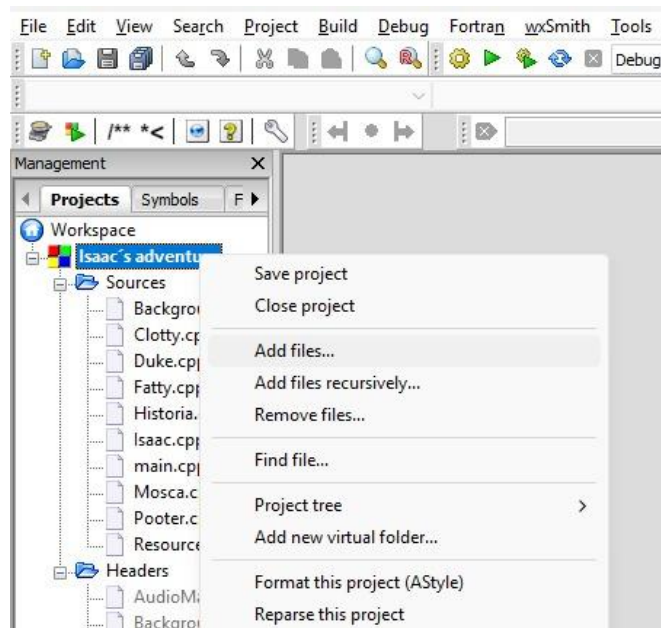 File Edit View Search Project Build Debug Fortran wxSmith Tools
Debug
/** *<
Management
Projects Symbols F
Workspace
Isaac´s adventu
Sources
Backgrou
Clotty.cp
Duke.cpp
Fatty.cpp
Historia.
Isaac.cpp
main.cpp
Mosca.c
Pooter.c
Resource
Headers
AudioMa
Backgrou
Save project
Close project
Add files...
Add files recursively...
Remove files...
Find file...
Project tree
Add new virtual folder...
Format this project (AStyle)
Reparse this project